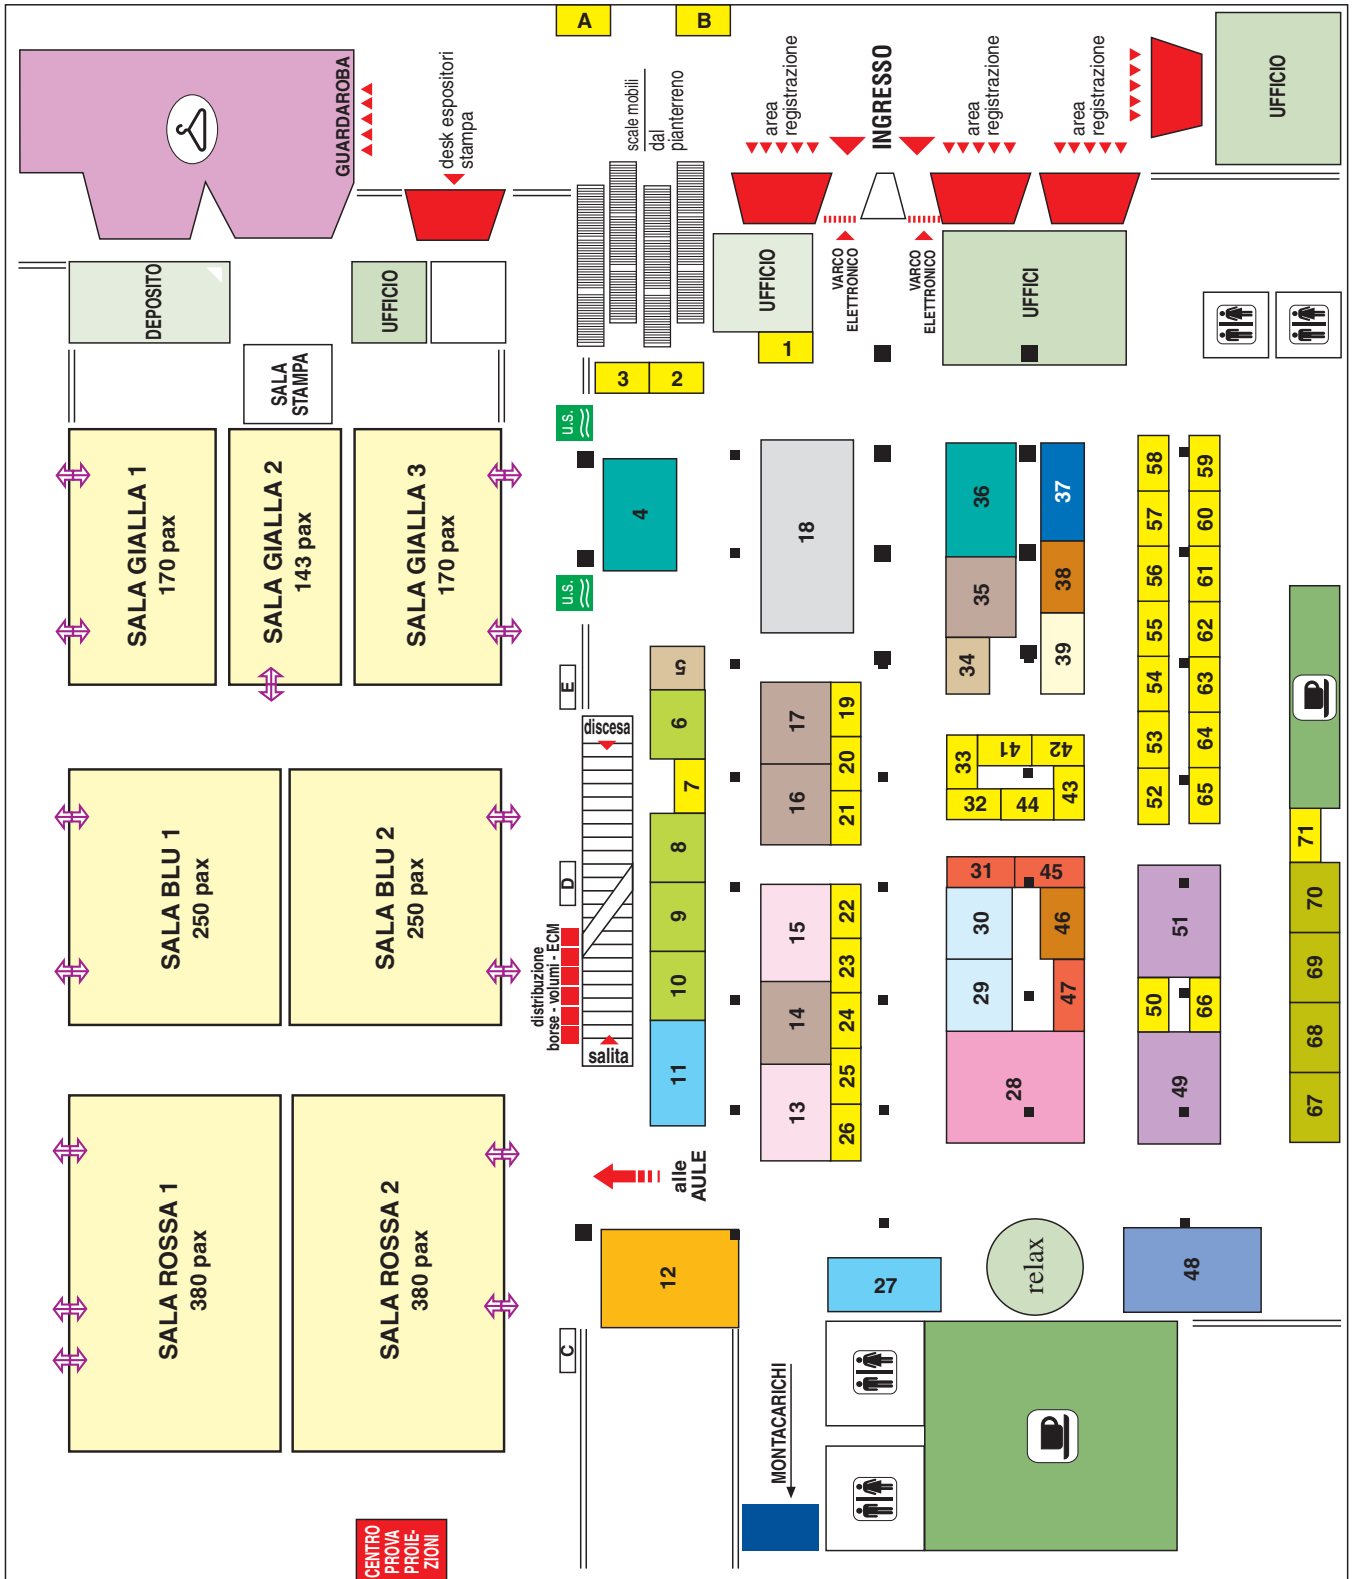 A
B
GUARDAROBA
desk espositori
stampa
scale mobili
dal
pianterreno
area
registrazione
INGRESSO
area
registrazione
area
registrazione
UFFICIO
DEPOSITO
UFFICIO
UFFICIO
VARCO
ELETTRONICO
VARCO
ELETTRONICO
UFFICI
SALA
STAMPA
1
3
2
u.s.
u.s.
SALA GIALLA 1
170 pax
SALA GIALLA 2
143 pax
SALA GIALLA 3
170 pax
4
18
36
37
35
38
34
39
58
59
57
60
56
61
55
62
54
63
53
64
52
65
E
discesa
5
6
7
8
9
10
11
17
19
16
20
21
33
41
42
32
44
43
71
SALA BLU 1
250 pax
SALA BLU 2
250 pax
D
distribuzione
borse - volumi - ECM
salita
15
22
23
14
24
25
13
26
31
45
30
46
29
47
28
51
50
66
49
70
69
68
67
SALA ROSSA 1
380 pax
SALA ROSSA 2
380 pax
alle
AULE
12
27
relax
48
C
MONTACARICHI
CENTRO
PROVA
PROIE-
ZIONI